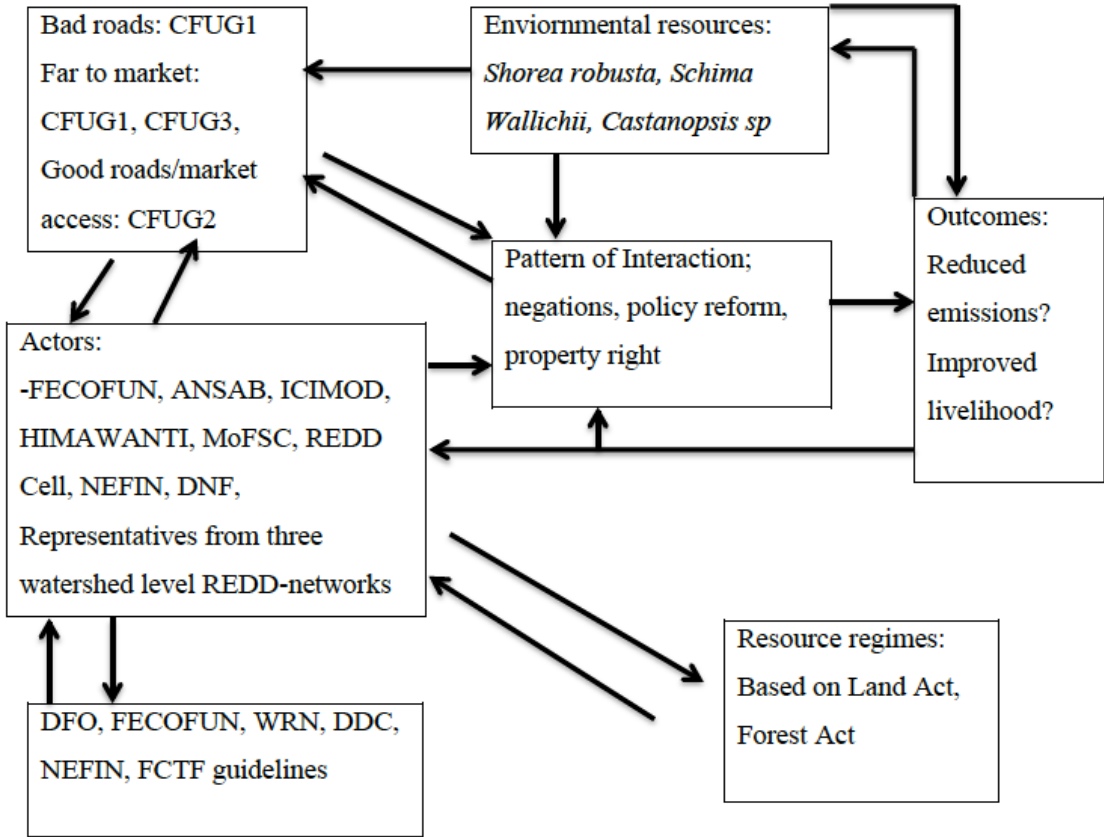 Bad roads: CFUG1
Far to market:
CFUG1, CFUG3,
Good roads/market
access: CFUG2
Enviornmental resources:
Shorea robusta, Schima
Wallichii, Castanopsis sp
Outcomes:
Reduced
emissions?
Improved
livelihood?
Pattern of Interaction;
negations, policy reform,
property right
Actors:
-FECOFUN, ANSAB, ICIMOD,
HIMAWANTI, MoFSC, REDD
Cell, NEFIN, DNF,
Representatives from three
watershed level REDD-networks
Resource regimes:
Based on Land Act,
Forest Act
DFO, FECOFUN, WRN, DDC,
NEFIN, FCTF guidelines